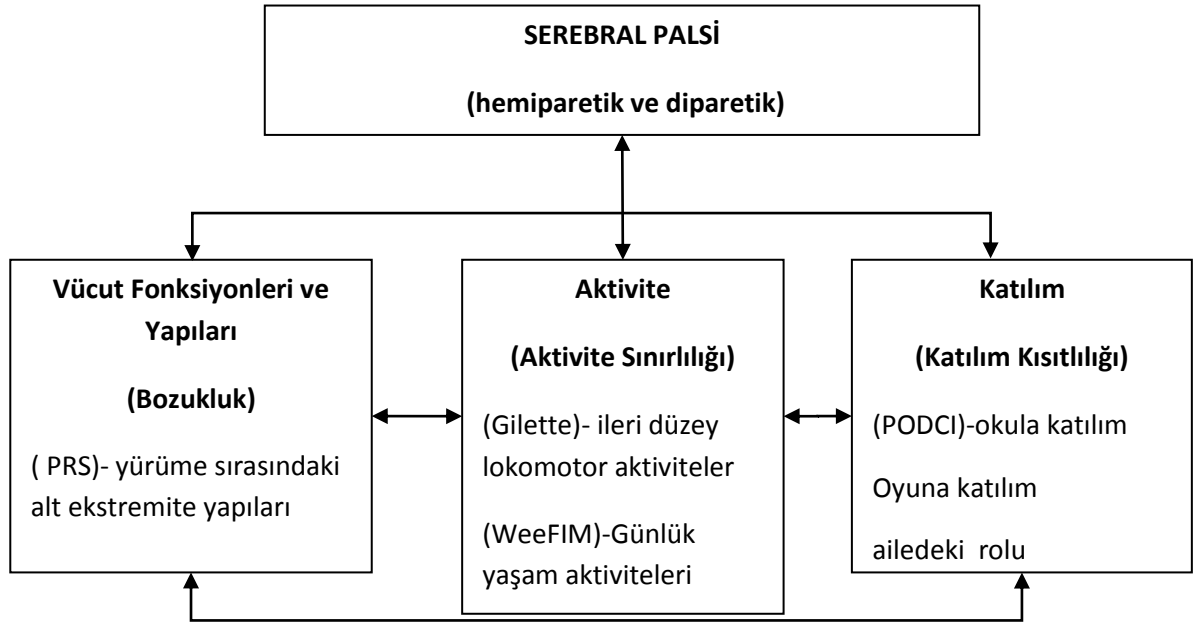 SEREBRAL PALSİ
(hemiparetik ve diparetik)
Vücut Fonksiyonleri ve
Yapıları
(Bozukluk)
( PRS)- yürüme sırasındaki
alt ekstremite yapıları
Aktivite
(Aktivite Sınırlılığı)
(Gilette)- ileri düzey
lokomotor aktiviteler
(WeeFIM)-Günlük
yaşam aktiviteleri
Katılım
(Katılım Kısıtlılığı)
(PODCI)-okula katılım
Oyuna katılım
ailedeki rolu